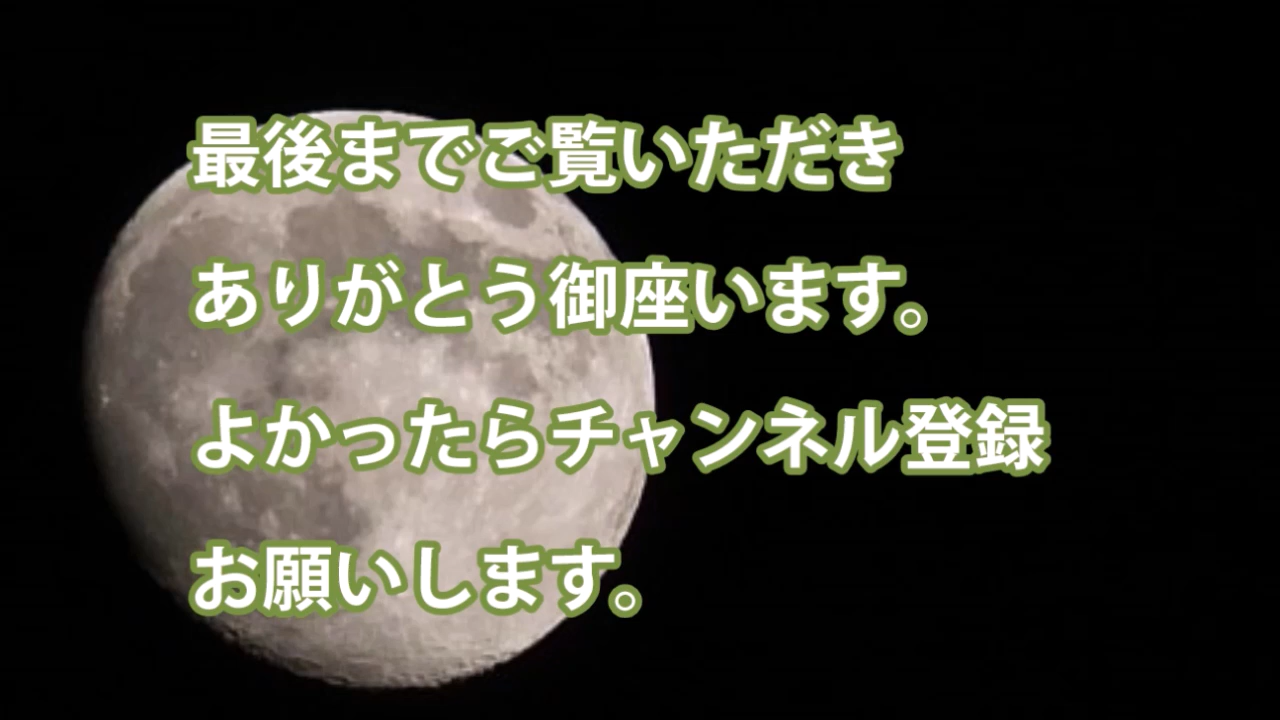 最後までご覧いただき
ありがとう御座います。
よかったらチャンネル登録
お願いします。